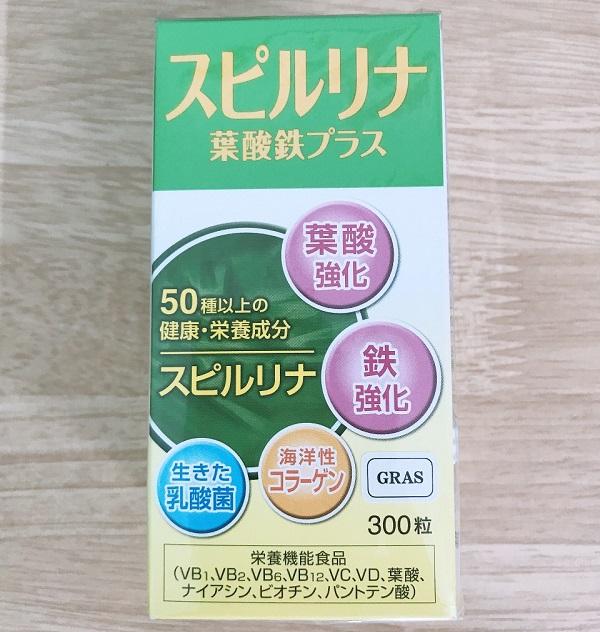 スピルリナ
葉酸鉄プラス
葉酸
強化
50種以上の
健康・栄養成分
スピルリナ
鉄
強化
生きた
乳酸菌
海洋性
コラーゲン
GRAS
300粒
栄養機能食品
(VB1、VB2、VB6、VB12、VC、VD、葉酸、
ナイアシン、ビオチン、パントテン酸)